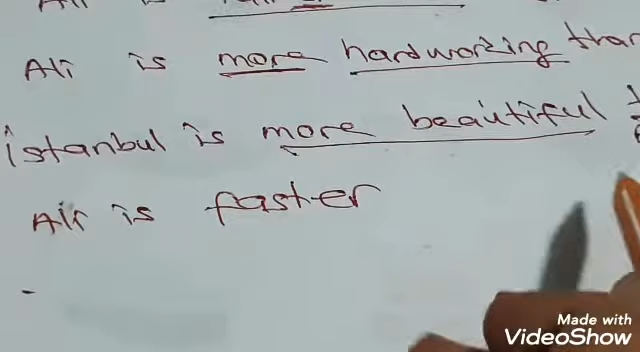 Ali is more hardworking than
istanbul is more beautiful
Ali is faster
-
Made with
VideoShow